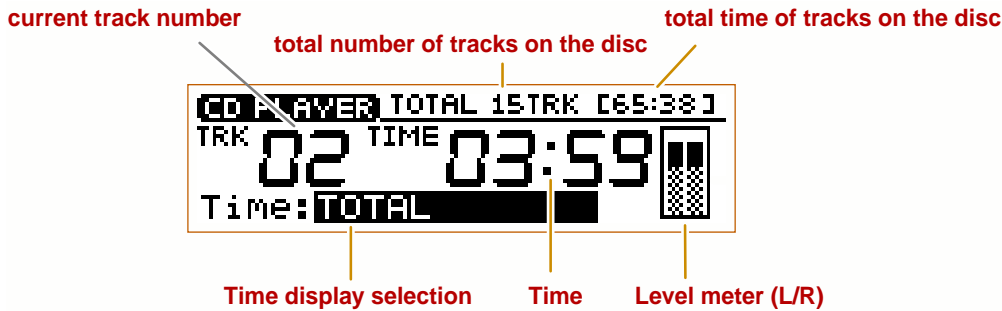 current track number
total time of tracks on the disc
total number of tracks on the disc
CD PLAYER TOTAL 15TRK [65:38]
TRK 02 TIME 03:59
Time:TOTAL
Time display selection Time Level meter (L/R)